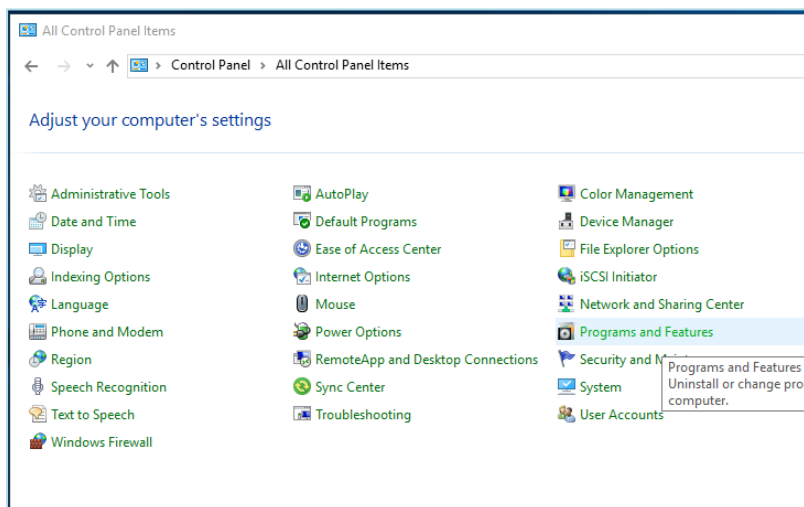 All Control Panel Items
Control Panel > All Control Panel Items
Adjust your computer's settings
Administrative Tools
AutoPlay
Color Management
Date and Time
Default Programs
Device Manager
Display
Ease of Access Center
File Explorer Options
Indexing Options
Internet Options
iSCSI Initiator
Language
Mouse
Network and Sharing Center
Phone and Modem
Power Options
Programs and Features
Region
RemoteApp and Desktop Connections
Security and
Programs and Features
Uninstall or change pro
computer.
Speech Recognition
Sync Center
System
Text to Speech
Troubleshooting
User Accounts
Windows Firewall